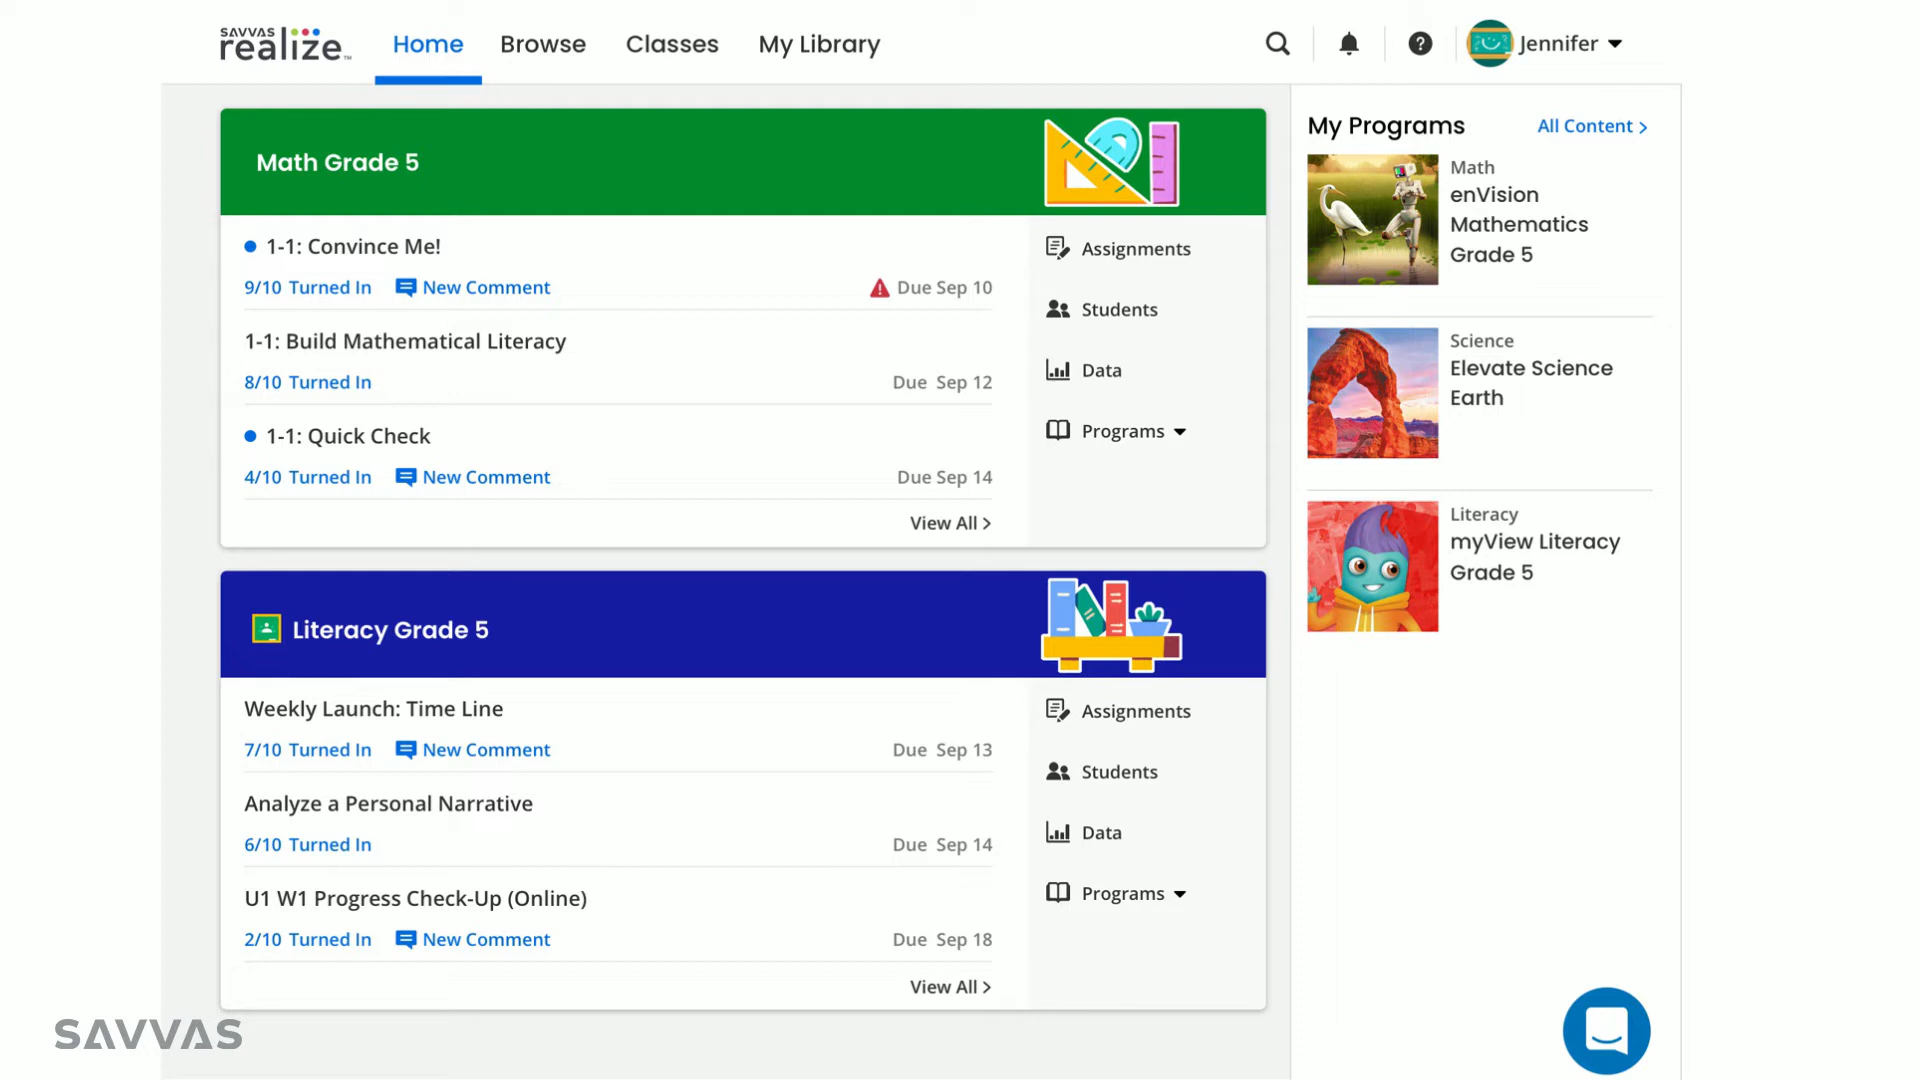 SAVVAS
realize™
Home Browse Classes My Library
Jennifer
Math Grade 5
1-1: Convince Me!
9/10 Turned In New Comment Due Sep 10
1-1: Build Mathematical Literacy
8/10 Turned In Due Sep 12
1-1: Quick Check
4/10 Turned In New Comment Due Sep 14
View All >
Assignments
Students
Data
Programs
Literacy Grade 5
Weekly Launch: Time Line
7/10 Turned In New Comment Due Sep 13
Analyze a Personal Narrative
6/10 Turned In Due Sep 14
U1 W1 Progress Check-Up (Online)
2/10 Turned In New Comment Due Sep 18
View All >
Assignments
Students
Data
Programs
My Programs All Content >
Math
enVision
Mathematics
Grade 5
Science
Elevate Science
Earth
Literacy
myView Literacy
Grade 5
SAVVAS